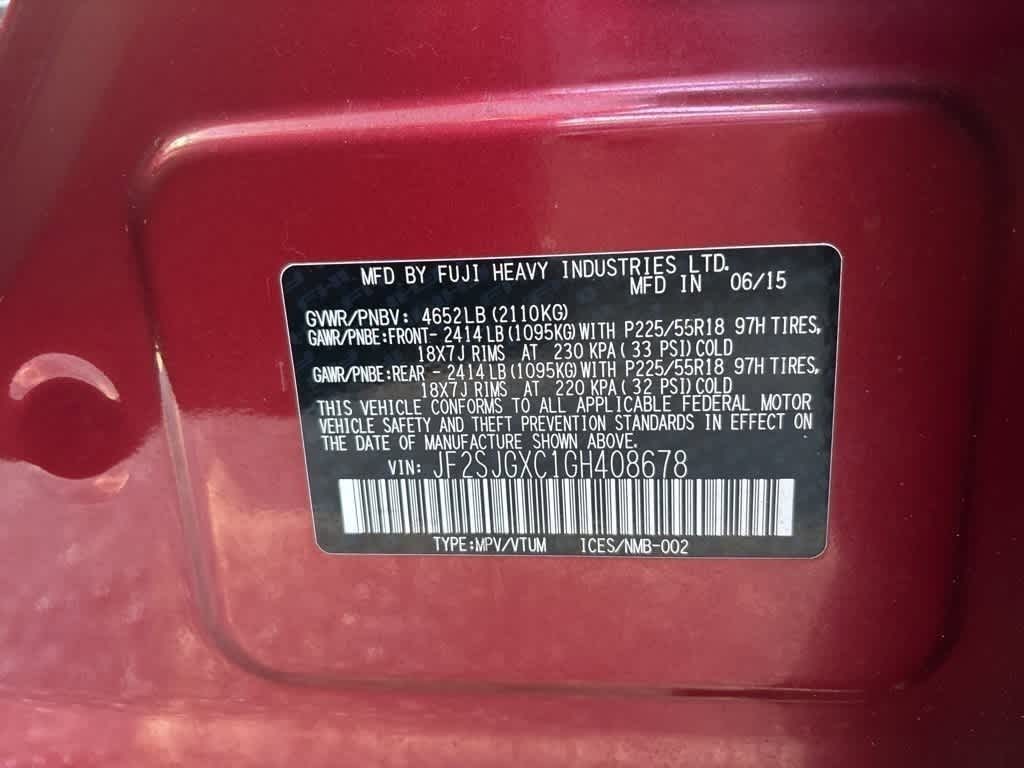 MFD BY FUJI HEAVY INDUSTRIES LTD.
MFD IN 06/15
GVWR/PNBV: 4652LB (2110KG)
GAWR/PNBE:FRONT- 2414LB (1095KG) WITH P225/55R18 97H TIRES,
18X7J RIMS AT 230 KPA ( 33 PSI) COLD
GAWR/PNBE:REAR - 2414LB (1095KG) WITH P225/55R18 97H TIRES,
18X7J RIMS AT 220 KPA ( 32 PSI) COLD
THIS VEHICLE CONFORMS TO ALL APPLICABLE FEDERAL MOTOR
VEHICLE SAFETY AND THEFT PREVENTION STANDARDS IN EFFECT ON
THE DATE OF MANUFACTURE SHOWN ABOVE.
VIN: JF2SJGXC1GH408678
TYPE:MPV/VTUM ICES/NMB-002